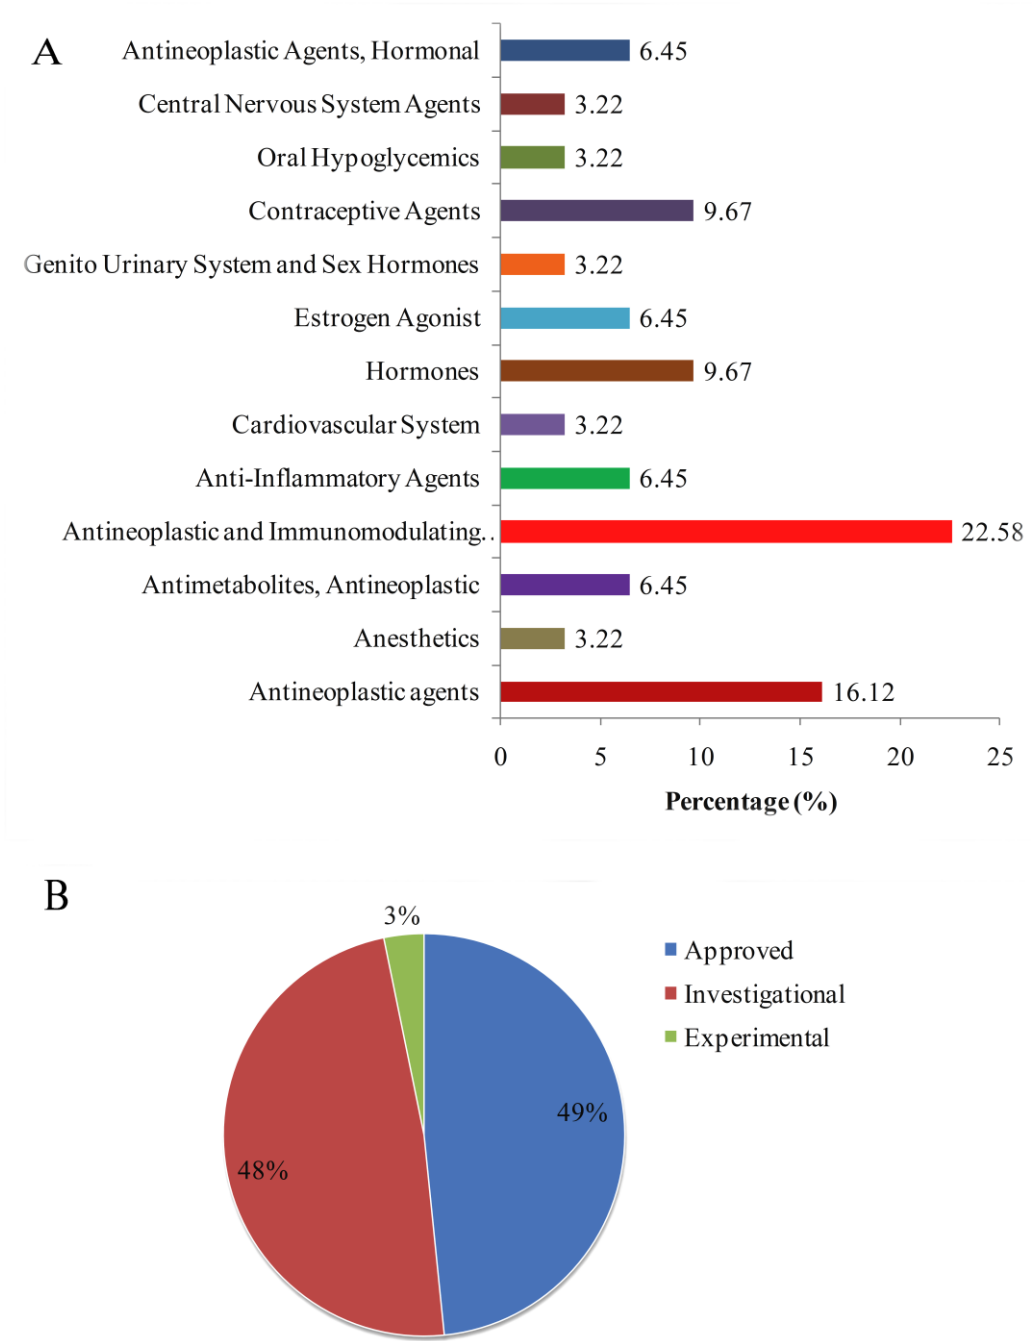 A
Antineoplastic Agents, Hormonal 6.45
Central Nervous System Agents 3.22
Oral Hypoglycemics 3.22
Contraceptive Agents 9.67
Genito Urinary System and Sex Hormones 3.22
Estrogen Agonist 6.45
Hormones 9.67
Cardiovascular System 3.22
Anti-Inflammatory Agents 6.45
Antineoplastic and Immunomodulating.. 22.58
Antimetabolites, Antineoplastic 6.45
Anesthetics 3.22
Antineoplastic agents 16.12
0 5 10 15 20 25
Percentage (%)
B
3%
Approved
Investigational
Experimental
49%
48%